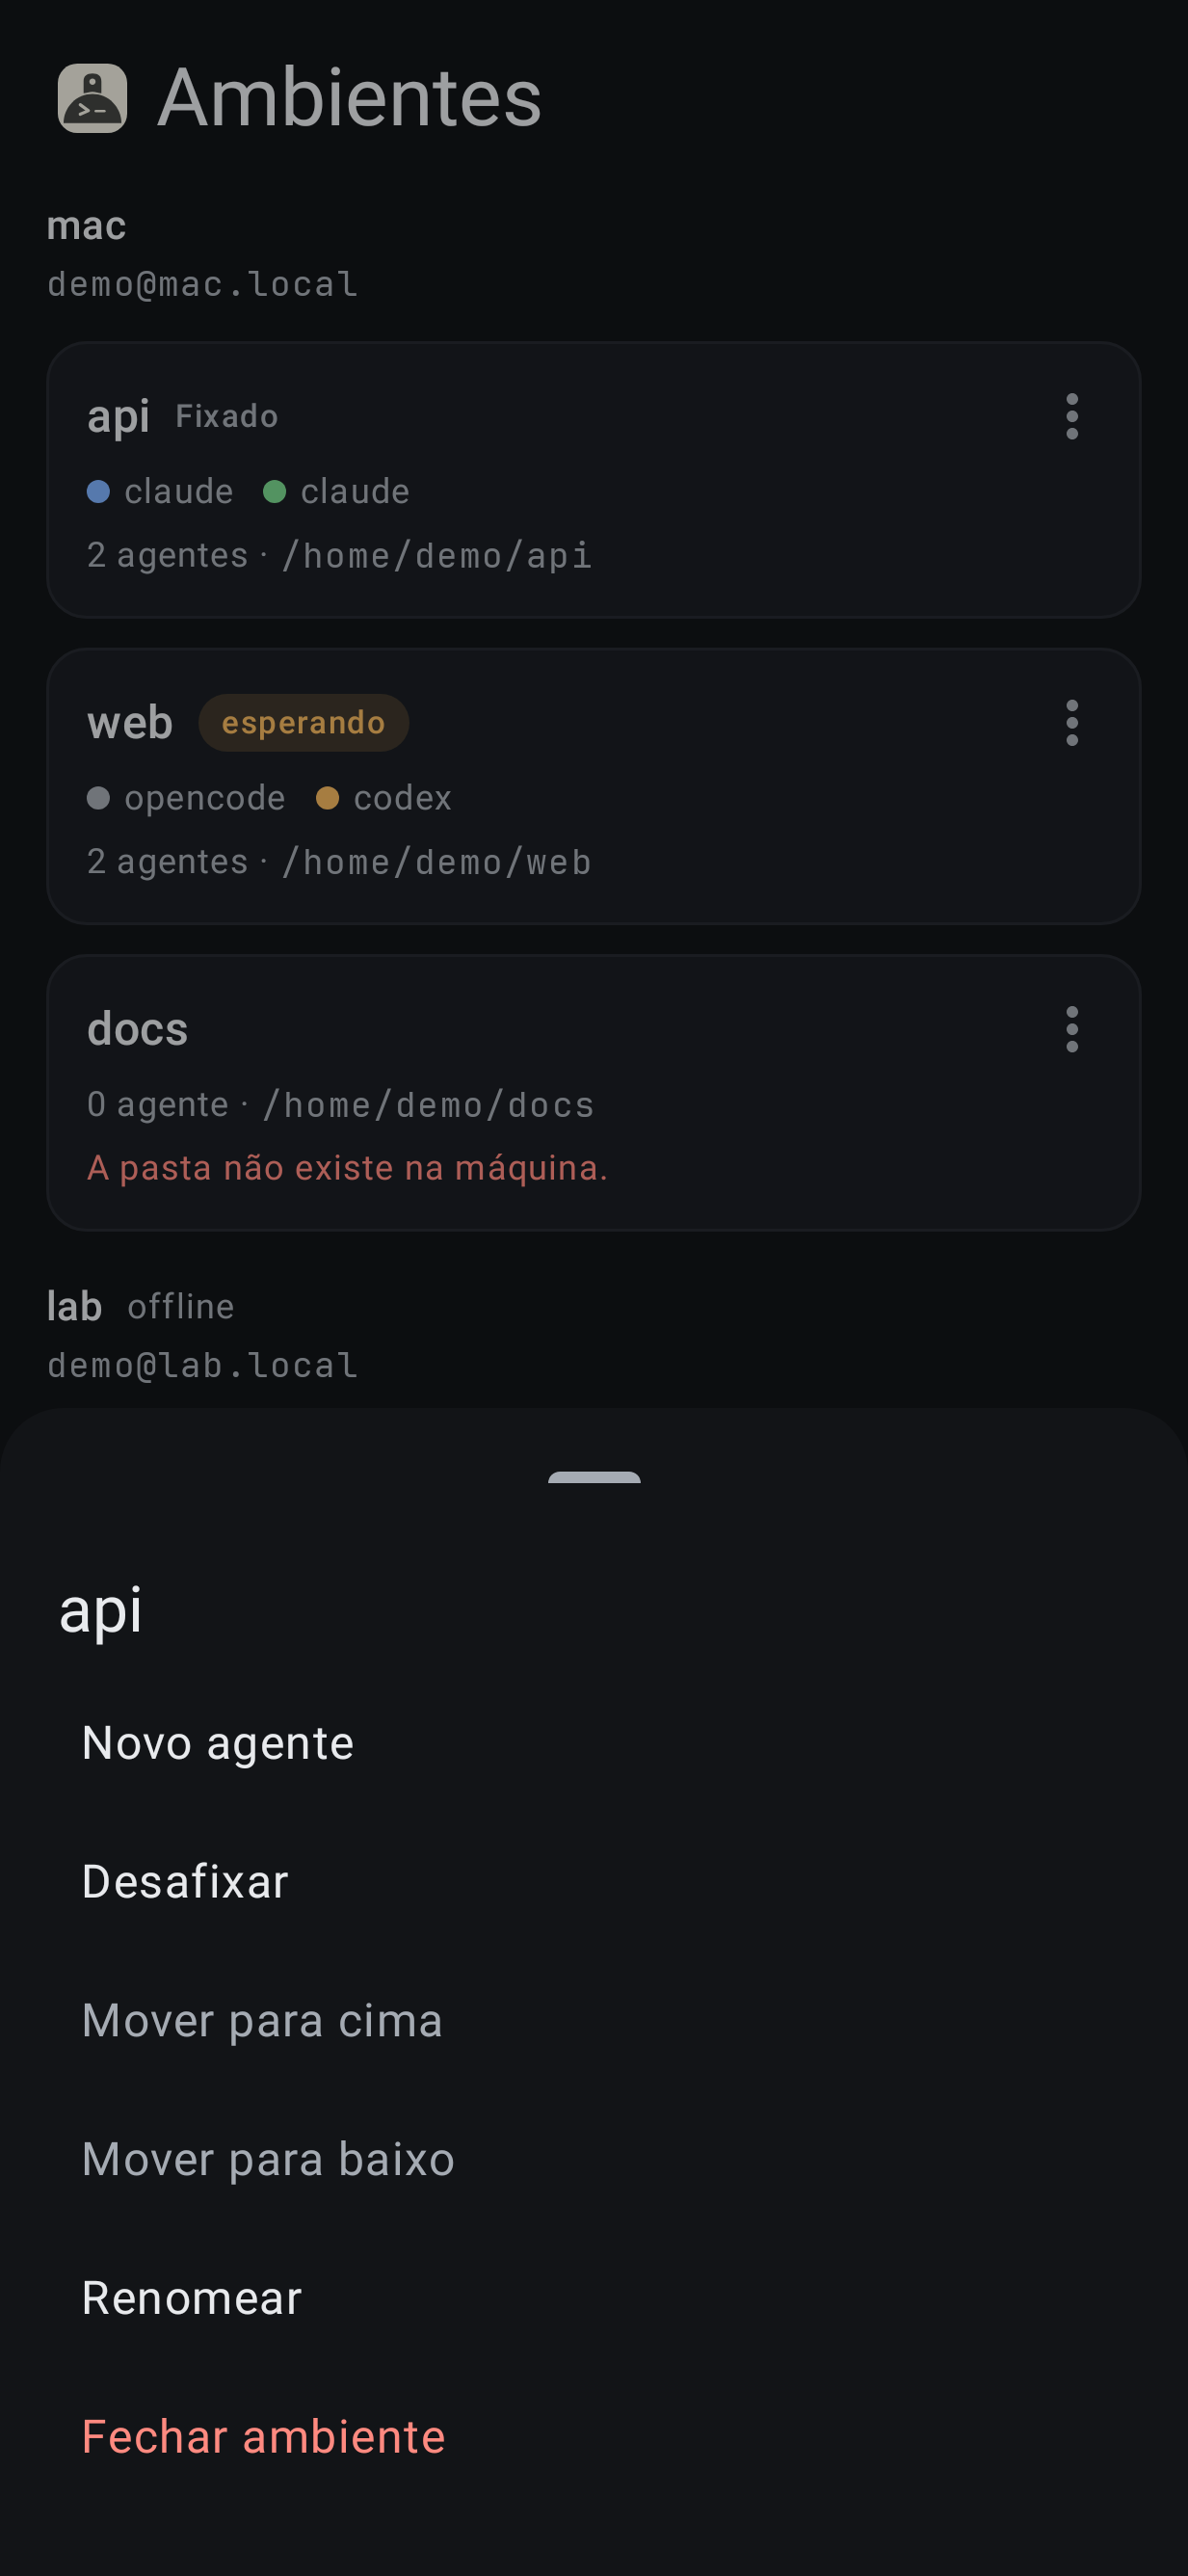 >_
Ambientes
mac
demo@mac.local
api Fixado
claude claude
2 agentes · /home/demo/api
web esperando
opencode codex
2 agentes · /home/demo/web
docs
0 agente · /home/demo/docs
A pasta não existe na máquina.
lab offline
demo@lab.local
api
Novo agente
Desafixar
Mover para cima
Mover para baixo
Renomear
Fechar ambiente